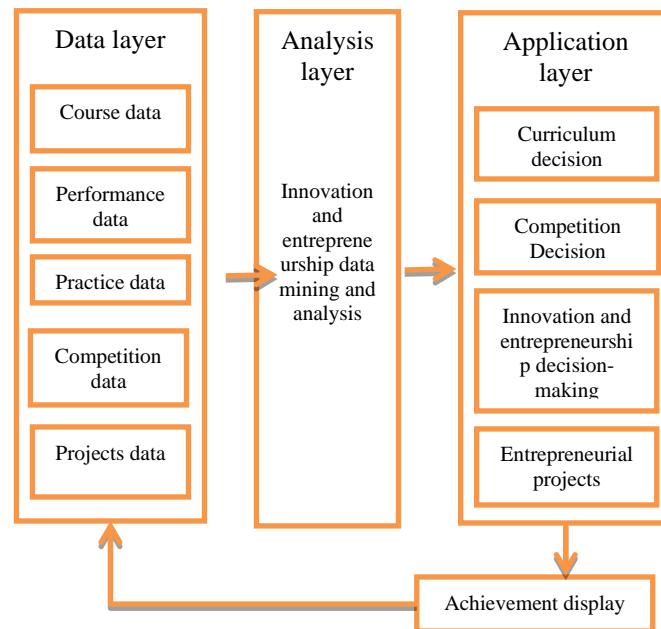 Data layer
Course data
Performance
data
Practice data
Competition
data
Projects data
Analysis
layer
Innovation
and
entreprene
urship data
mining and
analysis
Application
layer
Curriculum
decision
Competition
Decision
Innovation and
entrepreneurshi
p decision-
making
Entrepreneurial
projects
Achievement display